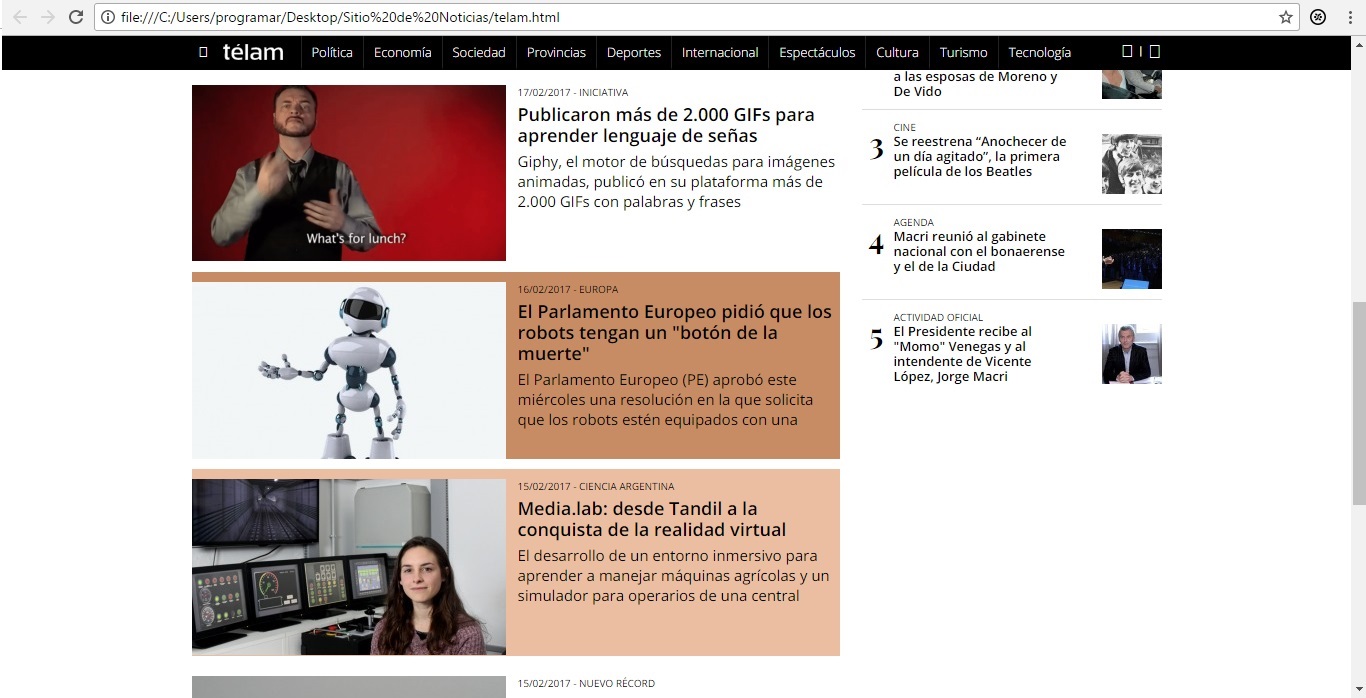 file:///C:/Users/programar/Desktop/Sitio%20de%20Noticias/telam.html
télam Política Economía Sociedad Provincias Deportes Internacional Espectáculos Cultura Turismo Tecnología
17/02/2017 - INICIATIVA
Publicaron más de 2.000 GIFs para
aprender lenguaje de señas
Giphy, el motor de búsquedas para imágenes
animadas, publicó en su plataforma más de
2.000 GIFs con palabras y frases
What's for lunch?
16/02/2017 - EUROPA
El Parlamento Europeo pidió que los
robots tengan un "botón de la
muerte"
El Parlamento Europeo (PE) aprobó este
miércoles una resolución en la que solicita
que los robots estén equipados con una
15/02/2017 - CIENCIA ARGENTINA
Media.lab: desde Tandil a la
conquista de la realidad virtual
El desarrollo de un entorno inmersivo para
aprender a manejar máquinas agrícolas y un
simulador para operarios de una central
15/02/2017 - NUEVO RÉCORD
a las esposas de Moreno y
De Vido
3
CINE
Se reestrena “Anochecer de
un día agitado”, la primera
película de los Beatles
4
AGENDA
Macri reunió al gabinete
nacional con el bonaerense
y el de la Ciudad
5
ACTIVIDAD OFICIAL
El Presidente recibe al
"Momo" Venegas y al
intendente de Vicente
López, Jorge Macri